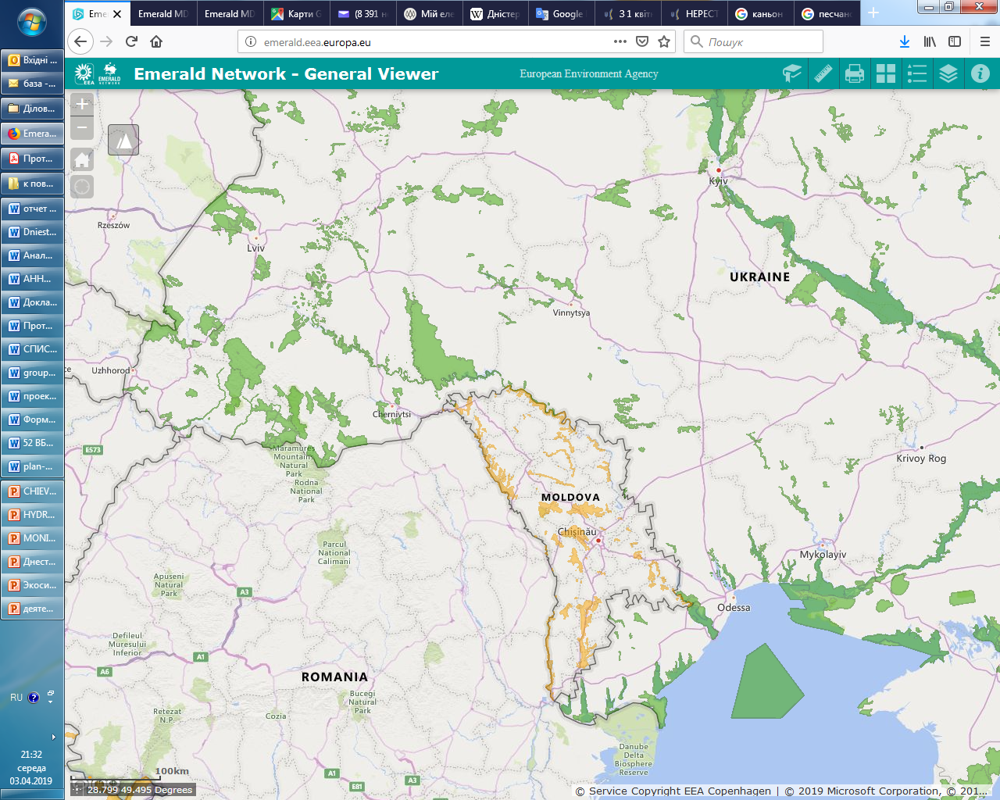 Eme
Emerald MD
Emerald MD
Карти G
(8 391 н
Мій еле
W Дністер
Google
З 1 квіт
НЕРЕСТ
каньон
песчан
emerald.eea.europa.eu
Пошук
EEA
EMERALD
NETWORK
Emerald Network - General Viewer
European Environment Agency
Вхідні ...
база -...
Ділов...
Emera...
Прот...
к пов...
отчет ...
Dniest...
Анал...
АНН...
Докла...
Прот...
СПИС...
group...
проек...
Форм...
52 ВБ...
plan-...
CHIEV...
HYDR...
MONI...
Днест...
Экоси...
деяте...
RU
21:32
середа
03.04.2019
Kyiv
Rzeszów
Lviv
UKRAINE
Vinnytsya
Uzhhorod
Chernivtsi
E573
Krivoy Rog
Maramures
Mountains
Natural
Park
Rodna
National
Park
MOLDOVA
Chișinău
Parcul
National
Calimani
Mykolayiv
Apuseni
Natural
Park
A3
Odessa
Defileul
Muresului
Inferior
A1
A6
ROMANIA
Bucegi
Natural
Park
Retezat
N.P.
Cozia
Danube
Delta
Biosphere
Reserve
A1
A3
E81
100km
28.799 49.495 Degrees
© Service Copyright EEA Copenhagen | © 2019 Microsoft Corporation, © 201...